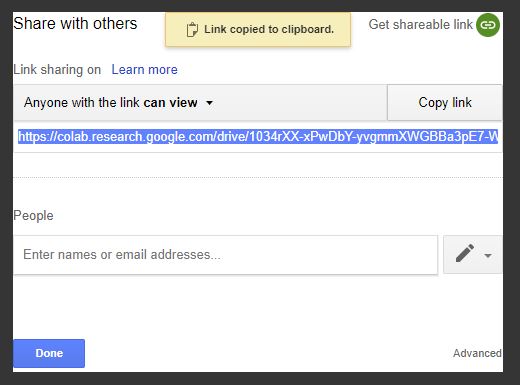 Share with others
Link copied to clipboard.
Get shareable link
Link sharing on Learn more
Anyone with the link can view
Copy link
https://colab.research.google.com/drive/1034rXX-xPwDbY-yvgmmXWGBBa3pE7-W
People
Enter names or email addresses...
Done
Advanced